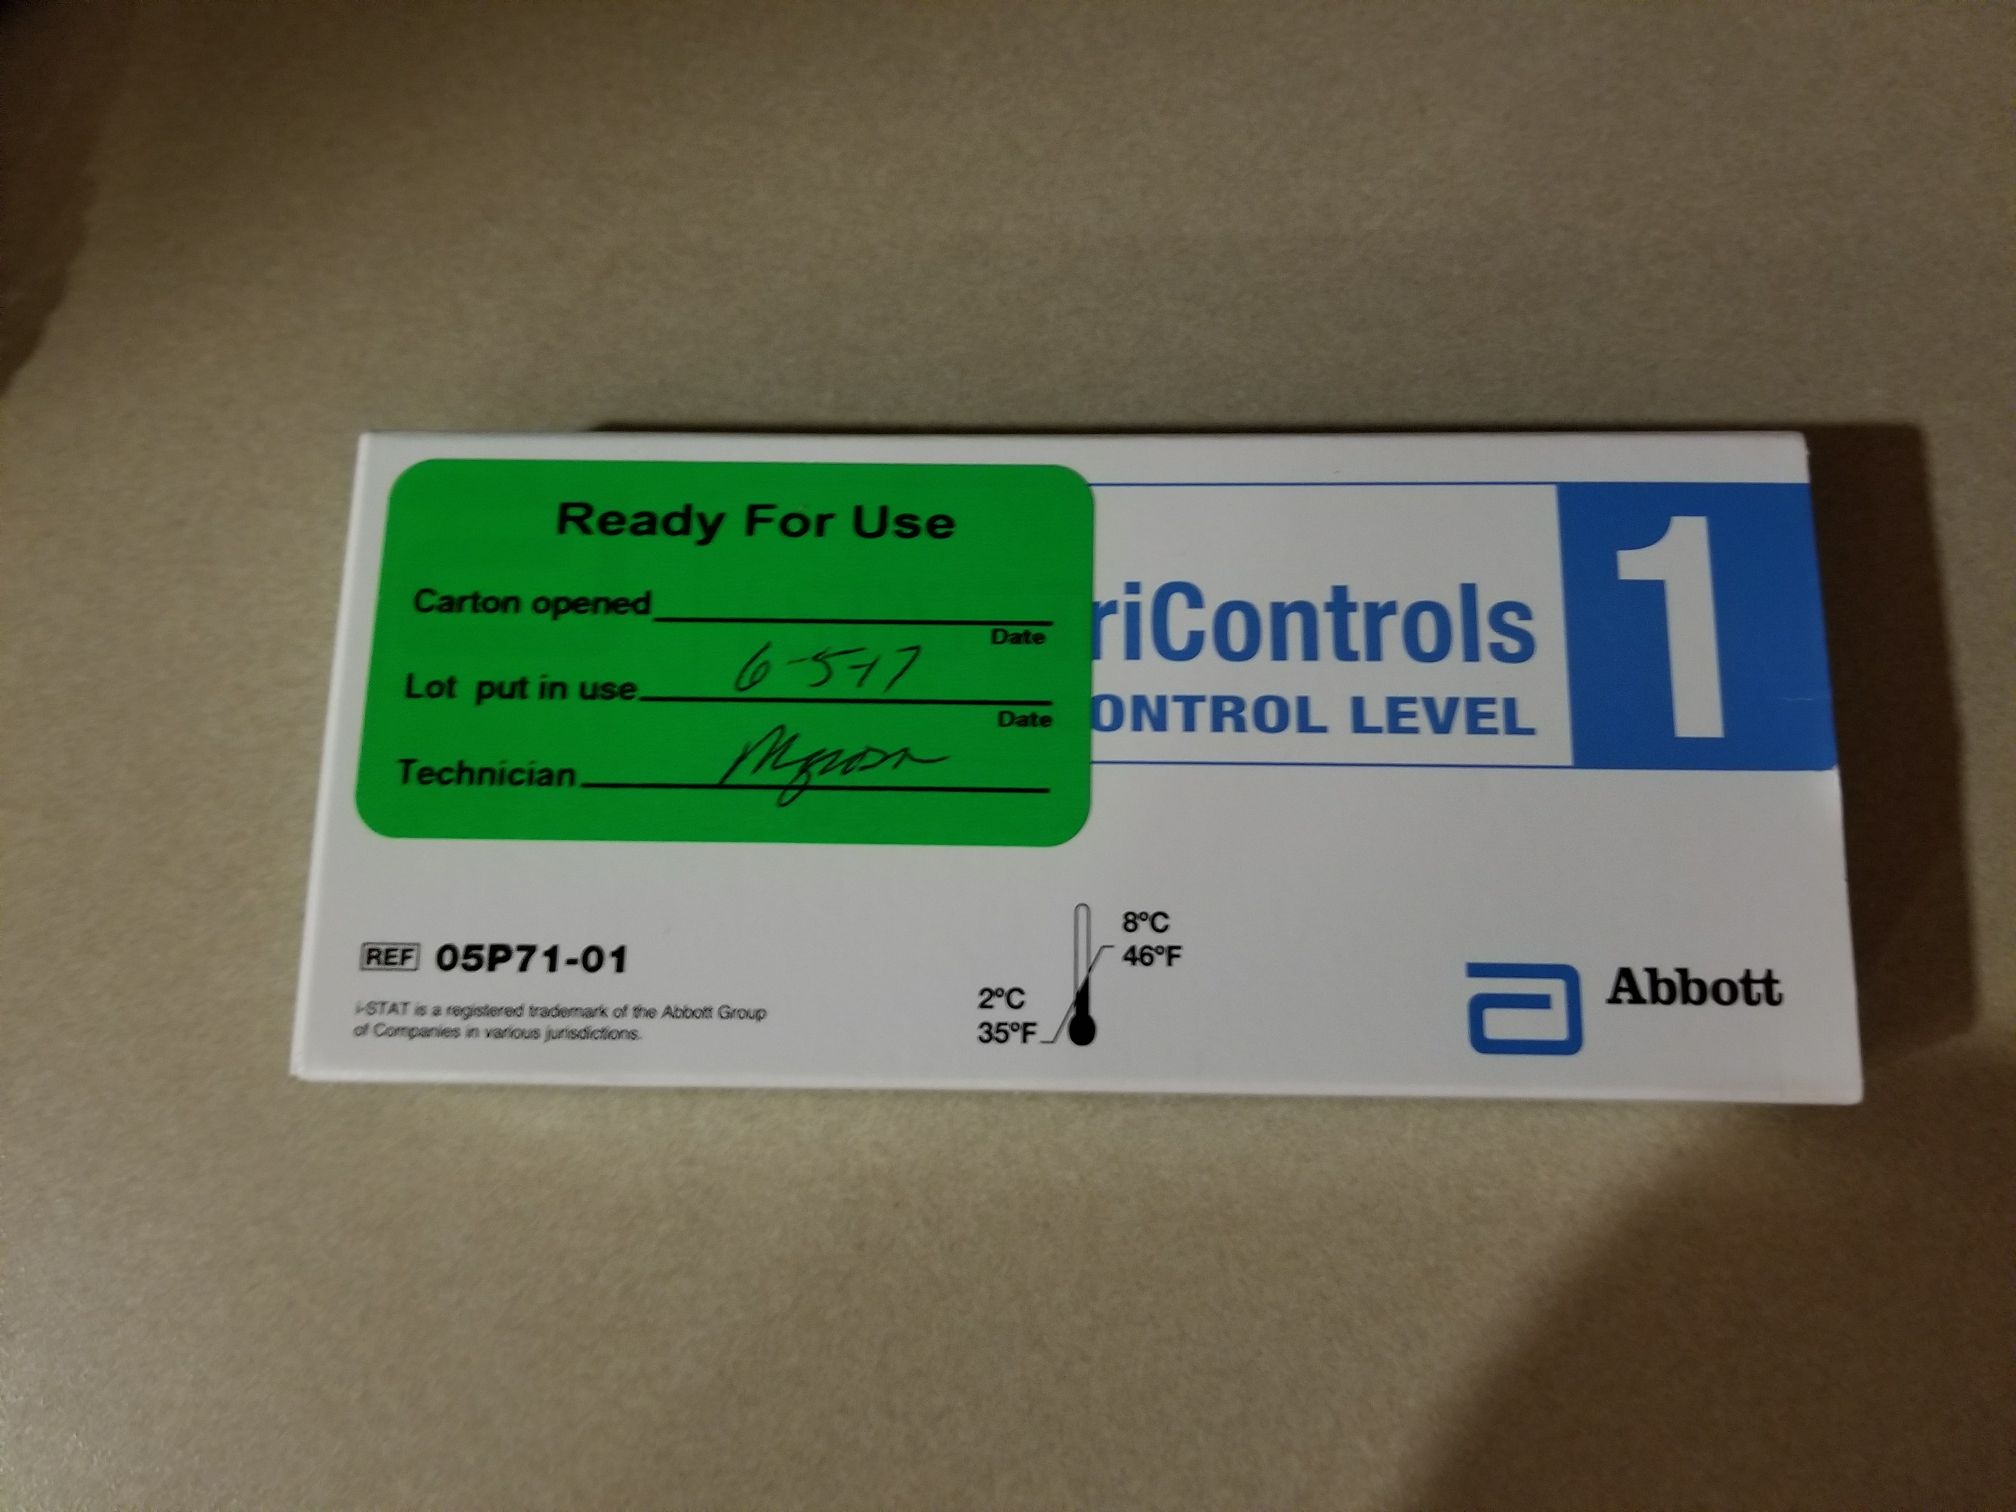 Ready For Use
Carton opened
Date
Lot put in use 6-5-17
Date
Technician
riControls
ONTROL LEVEL
1
REF 05P71-01
i-STAT is a registered trademark of the Abbott Group
of Companies in various jurisdictions.
8°C
46°F
2°C
35°F
a Abbott